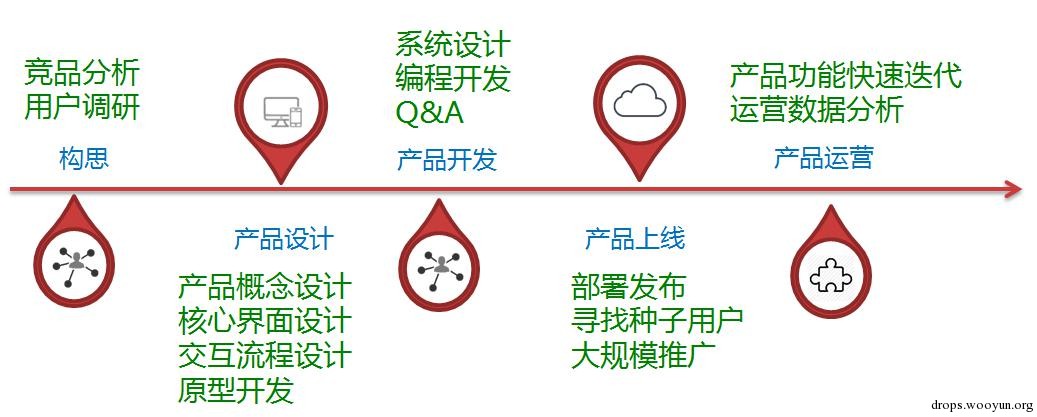 竞品分析
用户调研
构思
产品设计
产品概念设计
核心界面设计
交互流程设计
原型开发
系统设计
编程开发
Q&A
产品开发
产品上线
部署发布
寻找种子用户
大规模推广
产品功能快速迭代
运营数据分析
产品运营
drops.wooyun.org